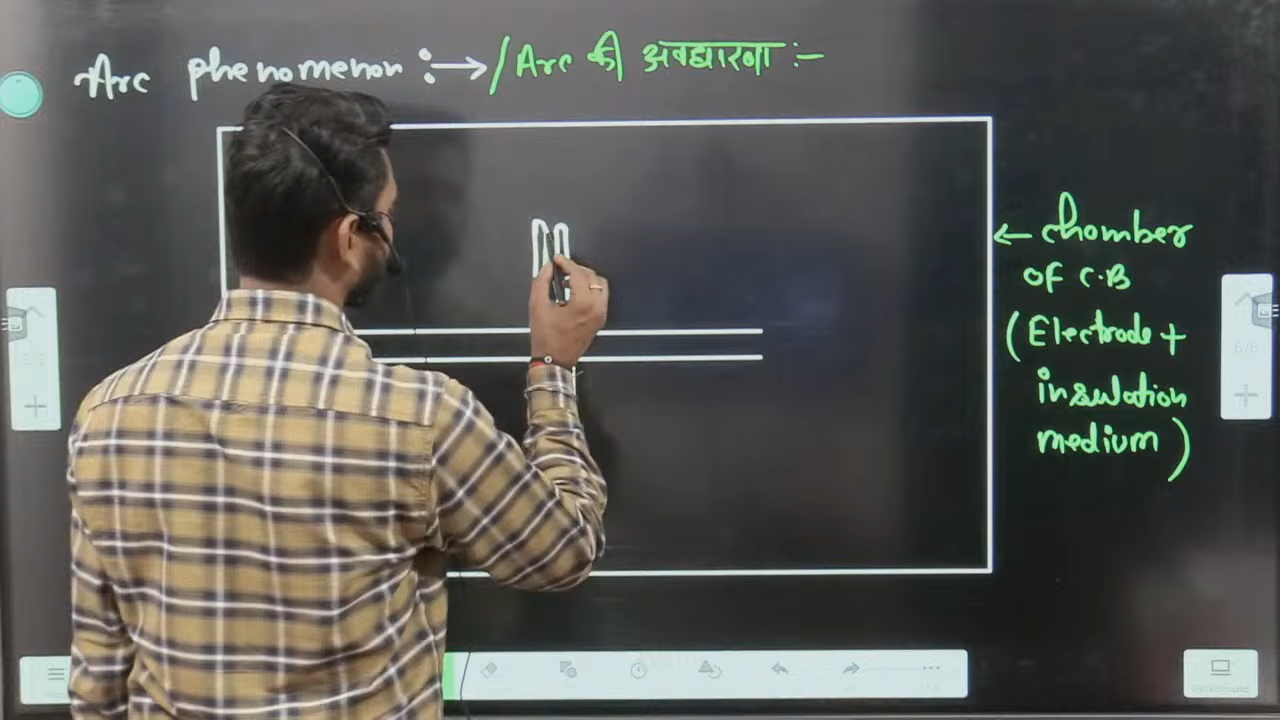 Arc phenomenon :→ / Arc की अवधारणा :-
← chamber
of C.B
(Electrode +
insulation
medium)